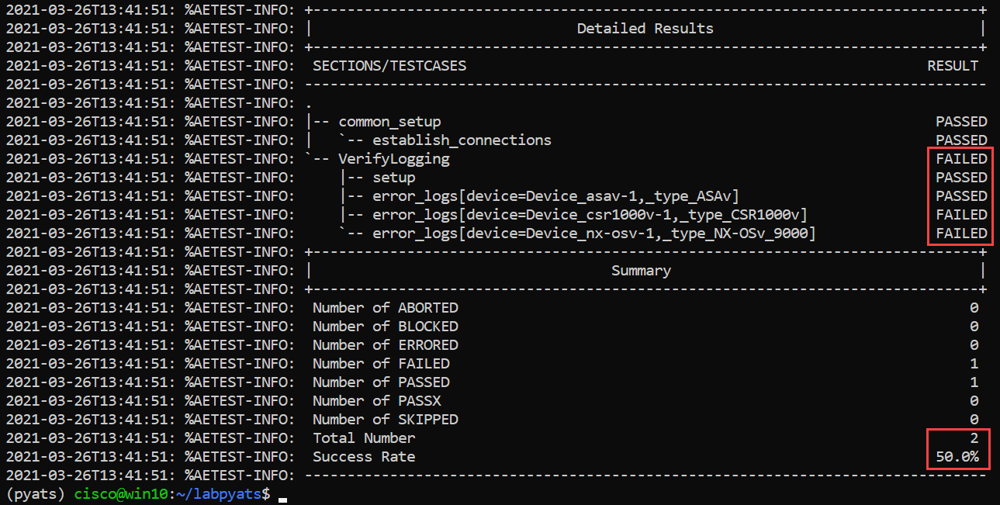 2021-03-26T13:41:51: %AETEST-INFO: +------------------------------------------------------------------------------+
2021-03-26T13:41:51: %AETEST-INFO: |                               Detailed Results                               |
2021-03-26T13:41:51: %AETEST-INFO: +------------------------------------------------------------------------------+
2021-03-26T13:41:51: %AETEST-INFO:  SECTIONS/TESTCASES                                                      RESULT
2021-03-26T13:41:51: %AETEST-INFO: --------------------------------------------------------------------------------
2021-03-26T13:41:51: %AETEST-INFO: .
2021-03-26T13:41:51: %AETEST-INFO: |-- common_setup                                                          PASSED
2021-03-26T13:41:51: %AETEST-INFO: |   `-- establish_connections                                             PASSED
2021-03-26T13:41:51: %AETEST-INFO: `-- VerifyLogging                                                         FAILED
2021-03-26T13:41:51: %AETEST-INFO:     |-- setup                                                             PASSED
2021-03-26T13:41:51: %AETEST-INFO:     |-- error_logs[device=Device_asav-1,_type_ASAv]                       PASSED
2021-03-26T13:41:51: %AETEST-INFO:     |-- error_logs[device=Device_csr1000v-1,_type_CSR1000v]               FAILED
2021-03-26T13:41:51: %AETEST-INFO:     `-- error_logs[device=Device_nx-osv-1,_type_NX-OSv_9000]              FAILED
2021-03-26T13:41:51: %AETEST-INFO: +------------------------------------------------------------------------------+
2021-03-26T13:41:51: %AETEST-INFO: |                                   Summary                                    |
2021-03-26T13:41:51: %AETEST-INFO: +------------------------------------------------------------------------------+
2021-03-26T13:41:51: %AETEST-INFO:  Number of ABORTED                                                            0
2021-03-26T13:41:51: %AETEST-INFO:  Number of BLOCKED                                                            0
2021-03-26T13:41:51: %AETEST-INFO:  Number of ERRORED                                                            0
2021-03-26T13:41:51: %AETEST-INFO:  Number of FAILED                                                             1
2021-03-26T13:41:51: %AETEST-INFO:  Number of PASSED                                                             1
2021-03-26T13:41:51: %AETEST-INFO:  Number of PASSX                                                              0
2021-03-26T13:41:51: %AETEST-INFO:  Number of SKIPPED                                                            0
2021-03-26T13:41:51: %AETEST-INFO:  Total Number                                                                 2
2021-03-26T13:41:51: %AETEST-INFO:  Success Rate                                                             50.0%
2021-03-26T13:41:51: %AETEST-INFO: --------------------------------------------------------------------------------
(pyats) cisco@win10:~/labpyats$